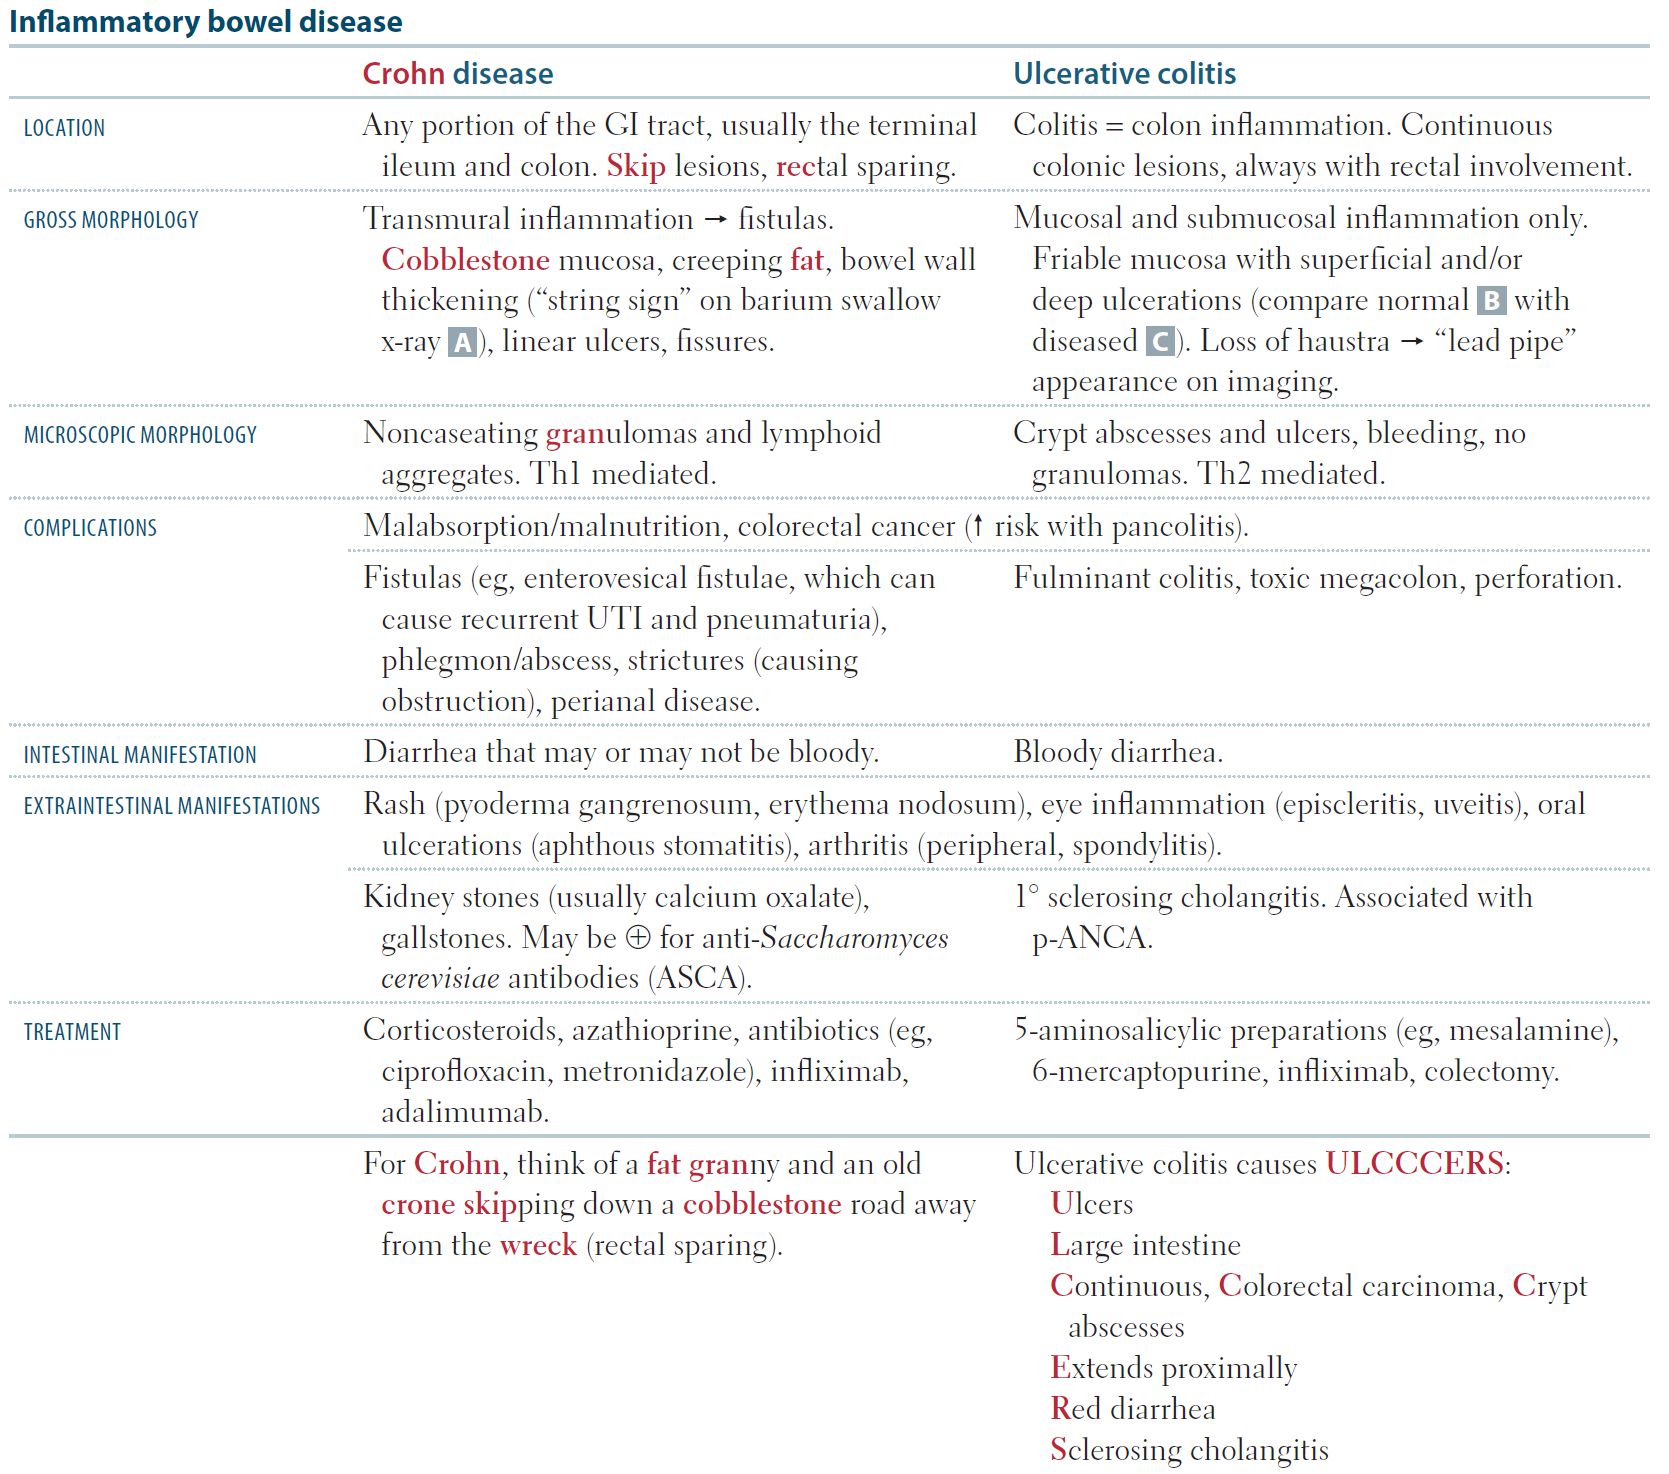 Inflammatory bowel disease
Crohn disease
Ulcerative colitis
LOCATION
Any portion of the GI tract, usually the terminal
ileum and colon. Skip lesions, rectal sparing.
Colitis = colon inflammation. Continuous
colonic lesions, always with rectal involvement.
GROSS MORPHOLOGY
Transmural inflammation → fistulas.
Cobblestone mucosa, creeping fat, bowel wall
thickening (“string sign” on barium swallow
x-ray A), linear ulcers, fissures.
Mucosal and submucosal inflammation only.
Friable mucosa with superficial and/or
deep ulcerations (compare normal B with
diseased C). Loss of haustra → “lead pipe”
appearance on imaging.
MICROSCOPIC MORPHOLOGY
Noncaseating granulomas and lymphoid
aggregates. Th1 mediated.
Crypt abscesses and ulcers, bleeding, no
granulomas. Th2 mediated.
COMPLICATIONS
Malabsorption/malnutrition, colorectal cancer (↑ risk with pancolitis).
Fistulas (eg, enterovesical fistulae, which can
cause recurrent UTI and pneumaturia),
phlegmon/abscess, strictures (causing
obstruction), perianal disease.
Fulminant colitis, toxic megacolon, perforation.
INTESTINAL MANIFESTATION
Diarrhea that may or may not be bloody.
Bloody diarrhea.
EXTRAINTESTINAL MANIFESTATIONS
Rash (pyoderma gangrenosum, erythema nodosum), eye inflammation (episcleritis, uveitis), oral
ulcerations (aphthous stomatitis), arthritis (peripheral, spondylitis).
Kidney stones (usually calcium oxalate),
gallstones. May be ⊕ for anti-Saccharomyces
cerevisiae antibodies (ASCA).
1° sclerosing cholangitis. Associated with
p-ANCA.
TREATMENT
Corticosteroids, azathioprine, antibiotics (eg,
ciprofloxacin, metronidazole), infliximab,
adalimumab.
5-aminosalicylic preparations (eg, mesalamine),
6-mercaptopurine, infliximab, colectomy.
For Crohn, think of a fat granny and an old
crone skipping down a cobblestone road away
from the wreck (rectal sparing).
Ulcerative colitis causes ULCCCERS:
Ulcers
Large intestine
Continuous, Colorectal carcinoma, Crypt
abscesses
Extends proximally
Red diarrhea
Sclerosing cholangitis